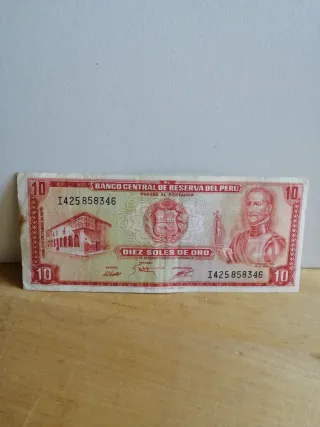 10
BANCO CENTRAL DE RESERVA DEL PERU
10
PAGARA AL PORTADOR
I425858346
DIEZ SOLES DE ORO
I425858346
10
10